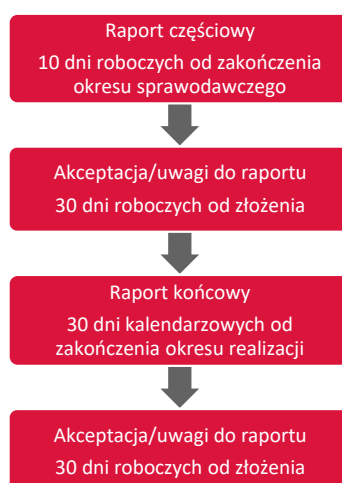 Raport częściowy
10 dni roboczych od zakończenia
okresu sprawodawczego
Akceptacja/uwagi do raportu
30 dni roboczych od złożenia
Raport końcowy
30 dni kalendarzowych od
zakończenia okresu realizacji
Akceptacja/uwagi do raportu
30 dni roboczych od złożenia